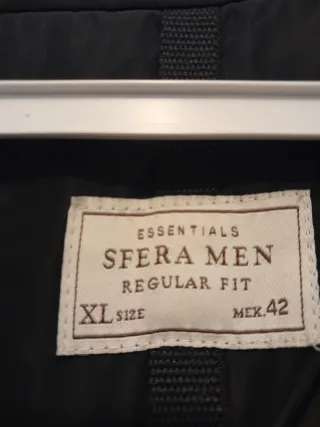 ESSENTIALS
SFERA MEN
REGULAR FIT
XL SIZE MEX.42